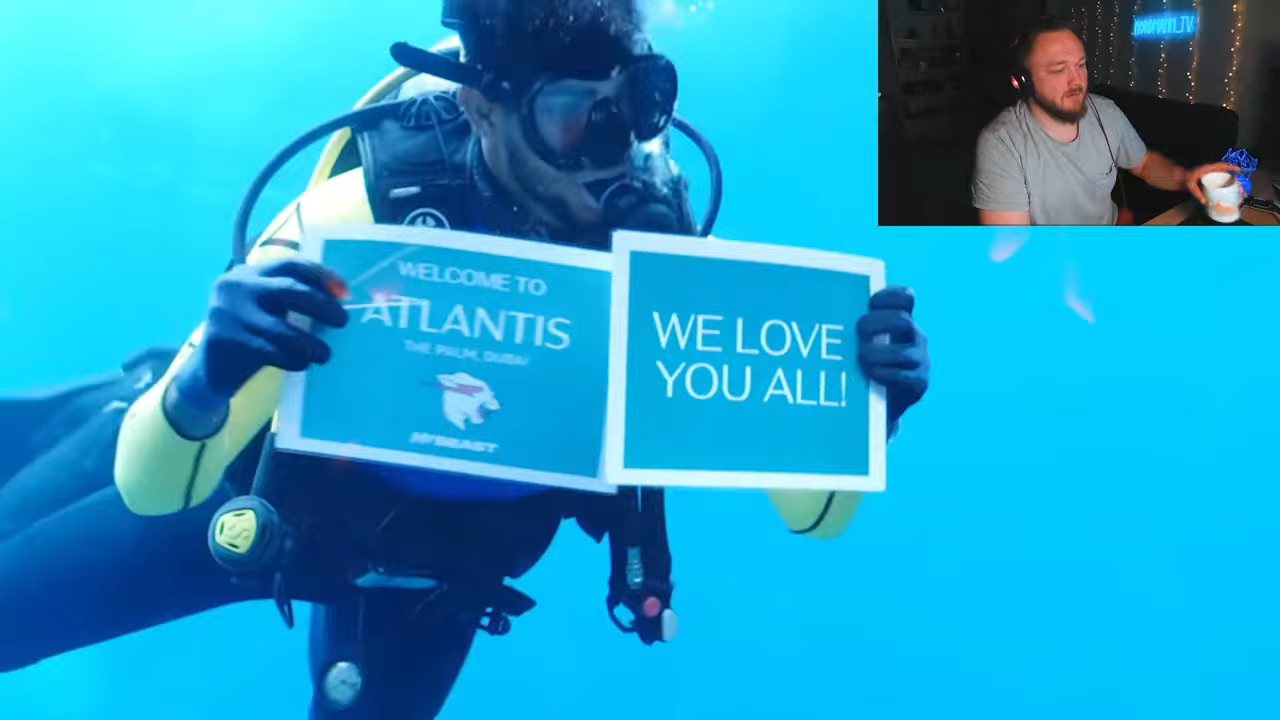 WELCOME TO
ATLANTIS
THE PALM, DUBAI
MRBEAST
WE LOVE
YOU ALL!